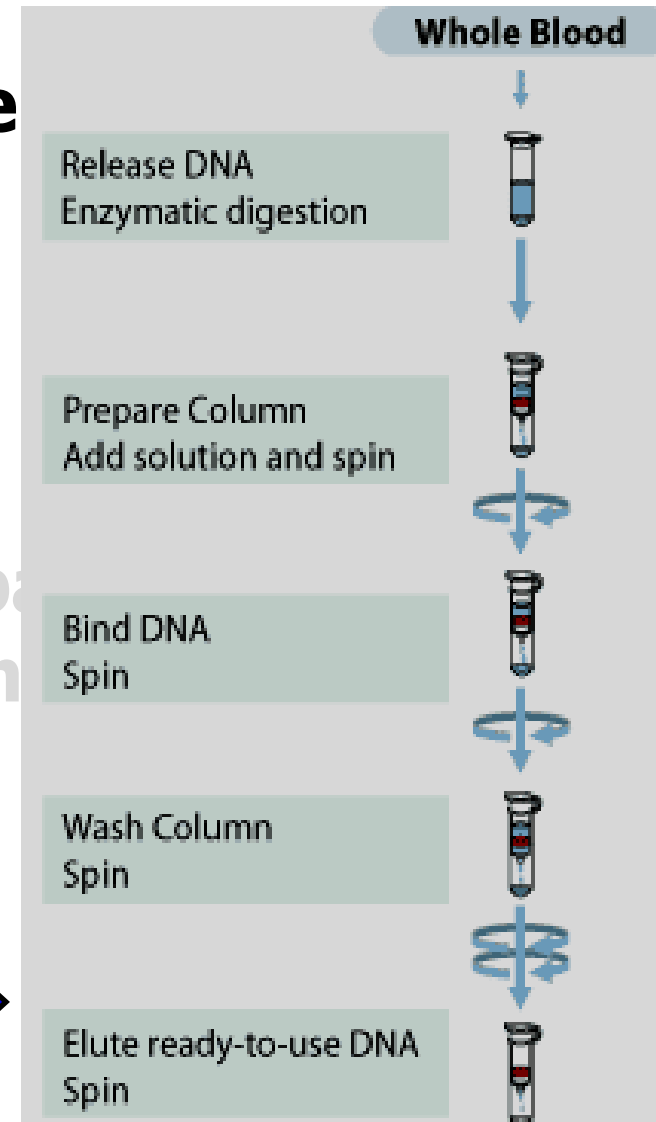 Whole Blood
e
Release DNA
Enzymatic digestion
Prepare Column
Add solution and spin
pa
Bind DNA
n
Spin
Wash Column
Spin
Elute ready-to-use DNA
Spin